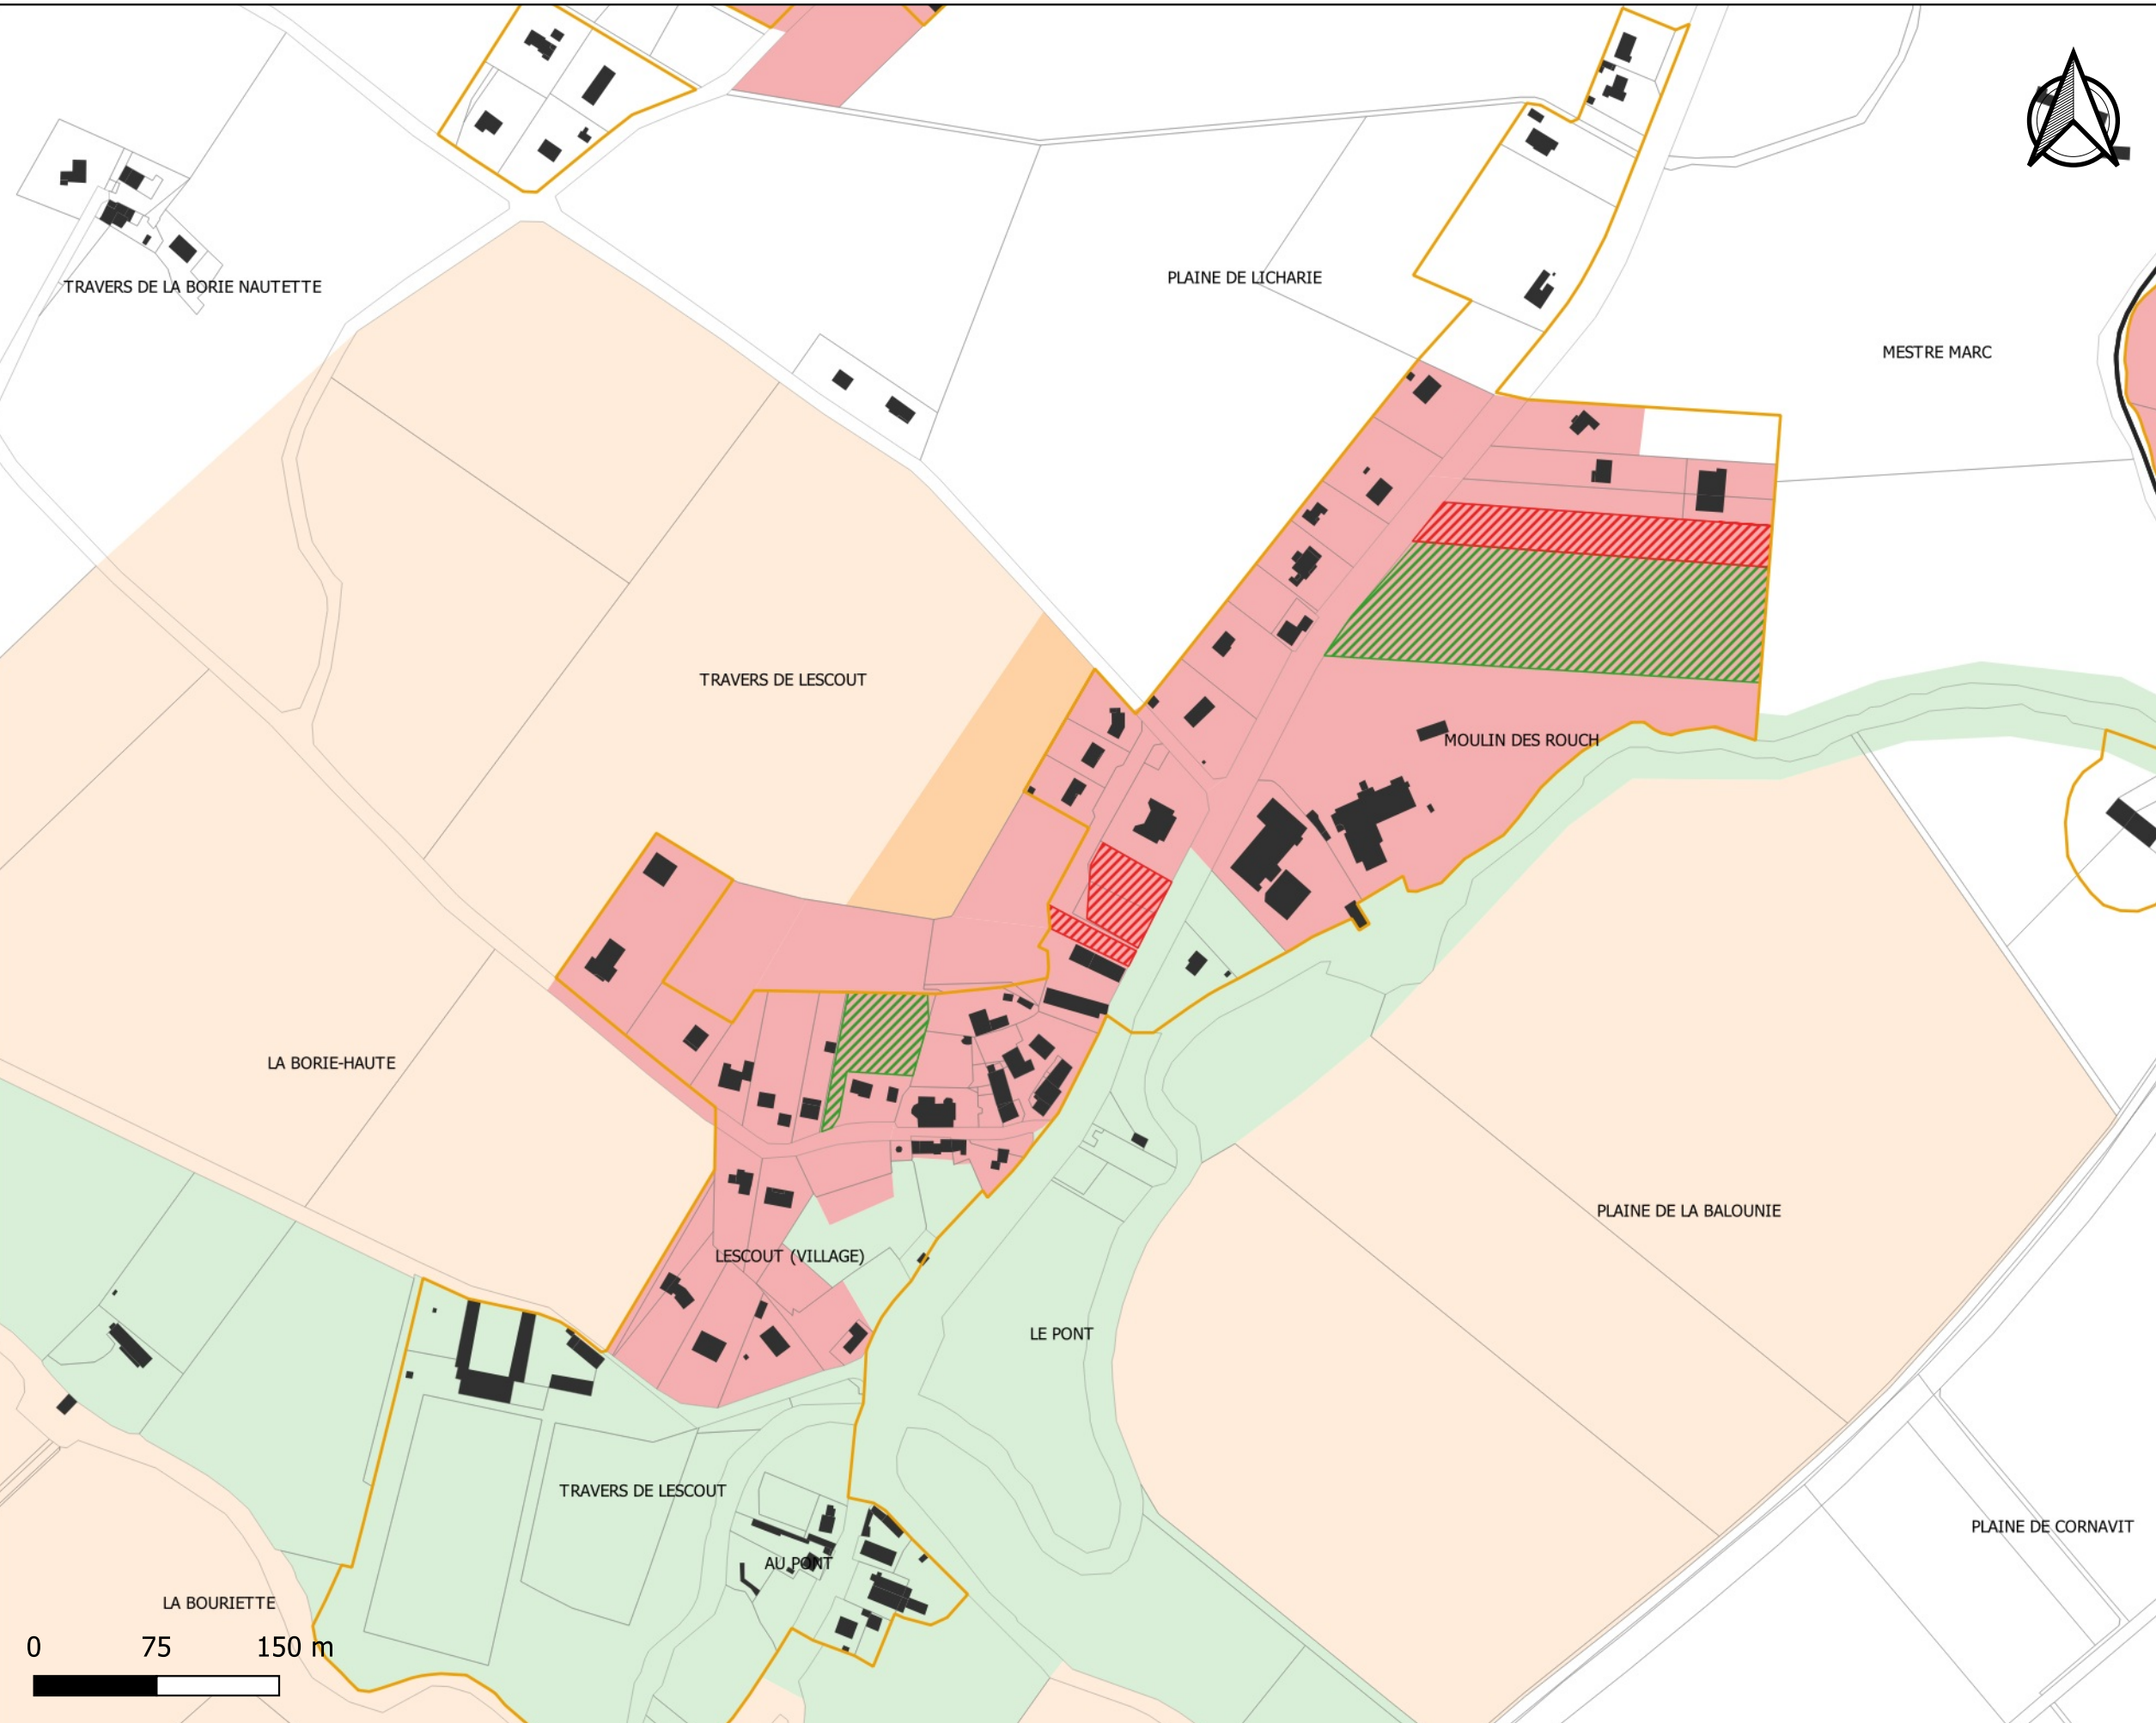 PLAINE DE LICHARIE
TRAVERS DE LA BORIE NAUTETTE
MESTRE MARC
TRAVERS DE LESCOUT
MOULIN DES ROUCH
LA BORIE-HAUTE
PLAINE DE LA BALOUNIE
LESCOUT (VILLAGE)
LE PONT
TRAVERS DE LESCOUT
PLAINE DE CORNAVIT
AU PONT
LA BOURIETTE
0 75 150 m